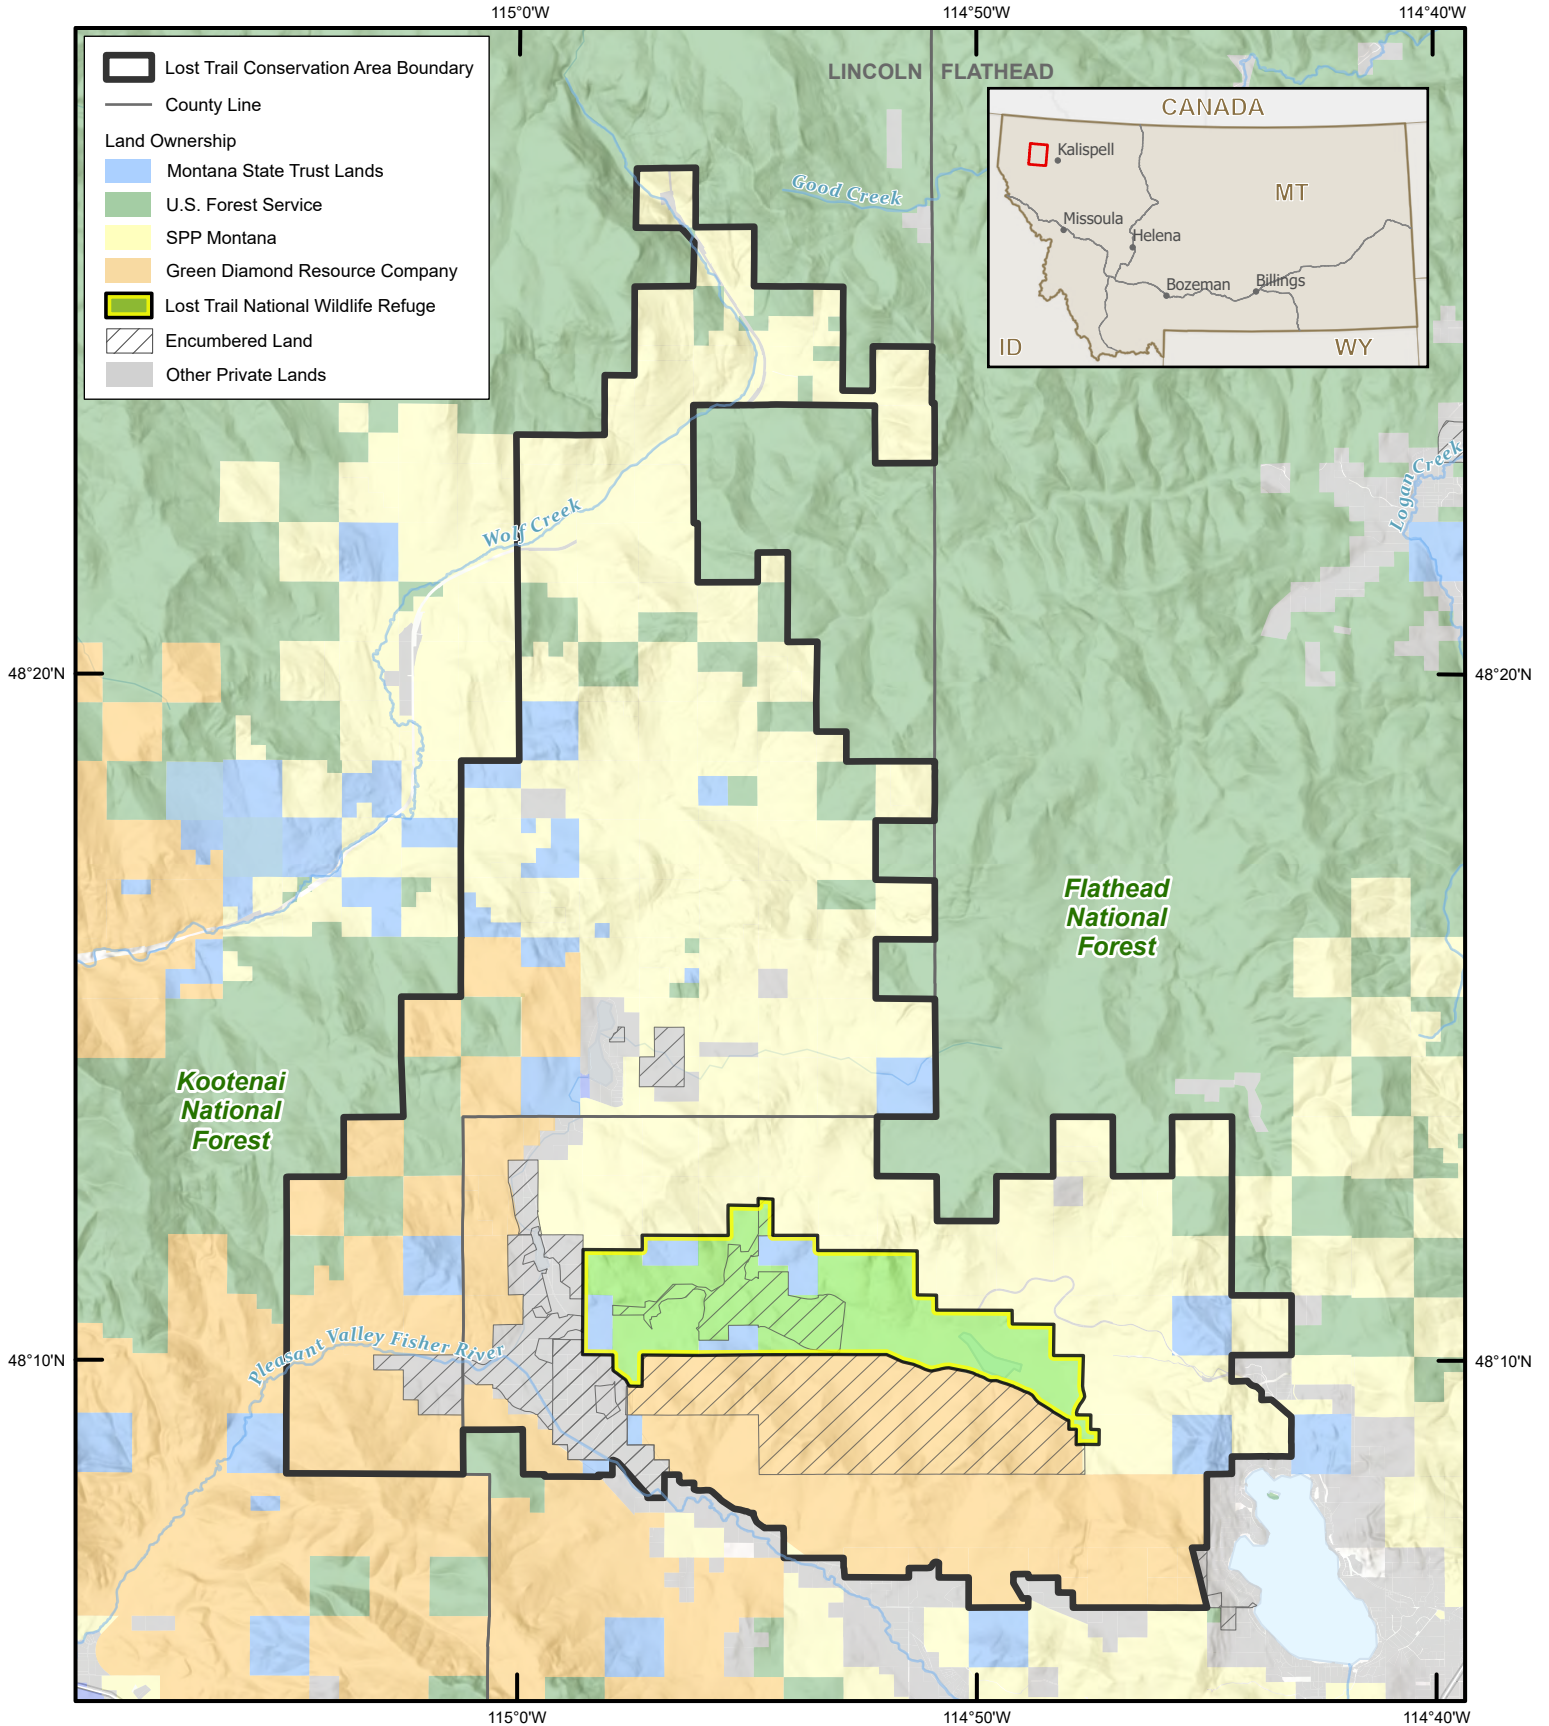 115°0'W
114°50'W
114°40'W
Lost Trail Conservation Area Boundary
County Line
Land Ownership
Montana State Trust Lands
U.S. Forest Service
SPP Montana
Green Diamond Resource Company
Lost Trail National Wildlife Refuge
Encumbered Land
Other Private Lands
LINCOLN
FLATHEAD
CANADA
Kalispell
MT
Missoula
Helena
Bozeman
Billings
ID
WY
Good Creek
Logan Creek
Wolf Creek
48°20'N
48°20'N
Flathead
National
Forest
Kootenai
National
Forest
Pleasant Valley Fisher River
48°10'N
48°10'N
115°0'W
114°50'W
114°40'W